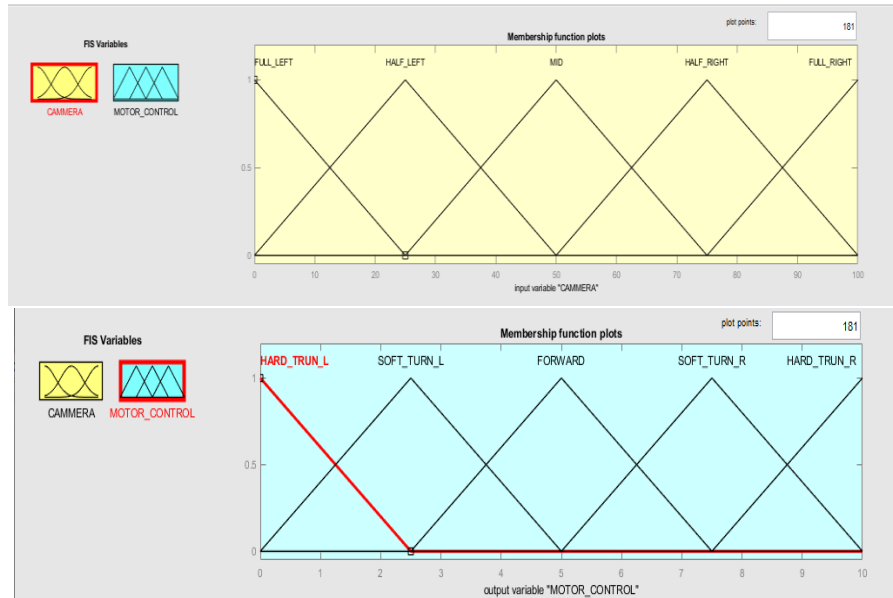 plot points: 181
FIS Variables
Membership function plots
FULL_LEFT HALF_LEFT MID HALF_RIGHT FULL_RIGHT
CAMMERA MOTOR_CONTROL
1
0.5
0
0 10 20 30 40 50 60 70 80 90 100
input variable "CAMMERA"
plot points: 181
FIS Variables
Membership function plots
HARD_TRUN_L SOFT_TURN_L FORWARD SOFT_TURN_R HARD_TRUN_R
CAMMERA MOTOR_CONTROL
1
0.5
0
0 1 2 3 4 5 6 7 8 9 10
output variable "MOTOR_CONTROL"